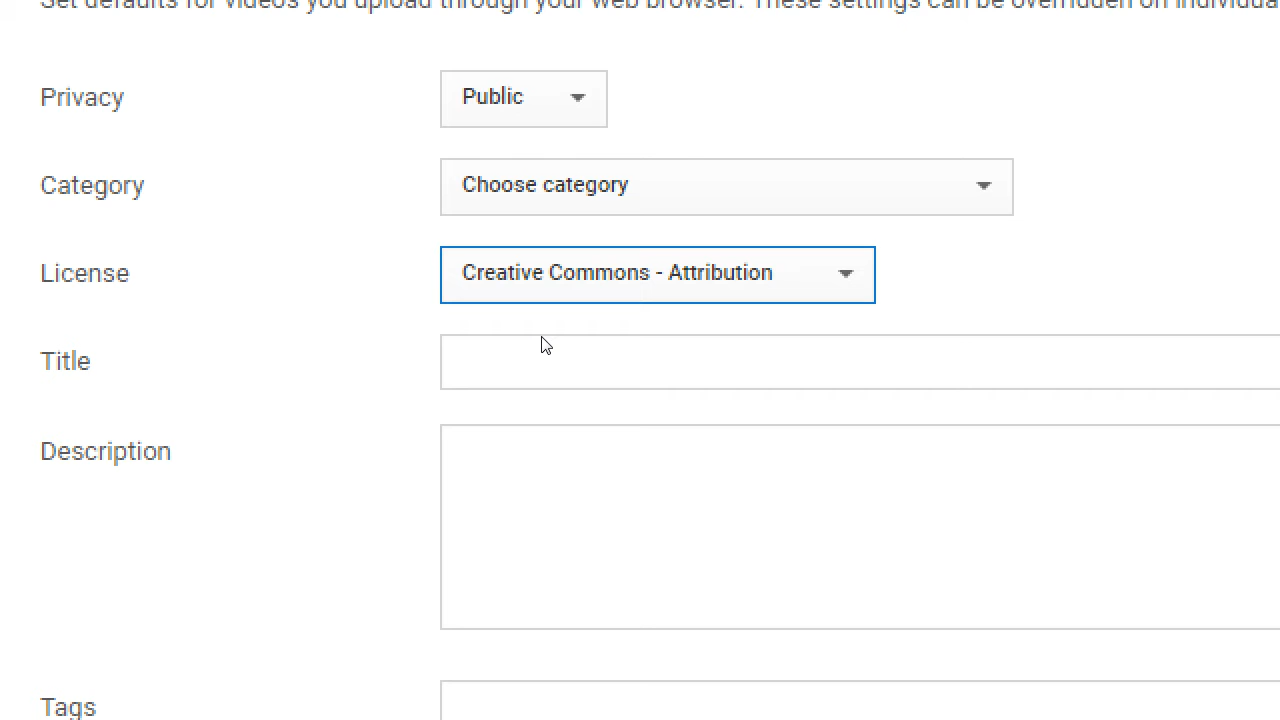 Set defaults for videos you upload through your web browser. These settings can be overridden on individua
Privacy
Public
Category
Choose category
License
Creative Commons - Attribution
Title
Description
Tags